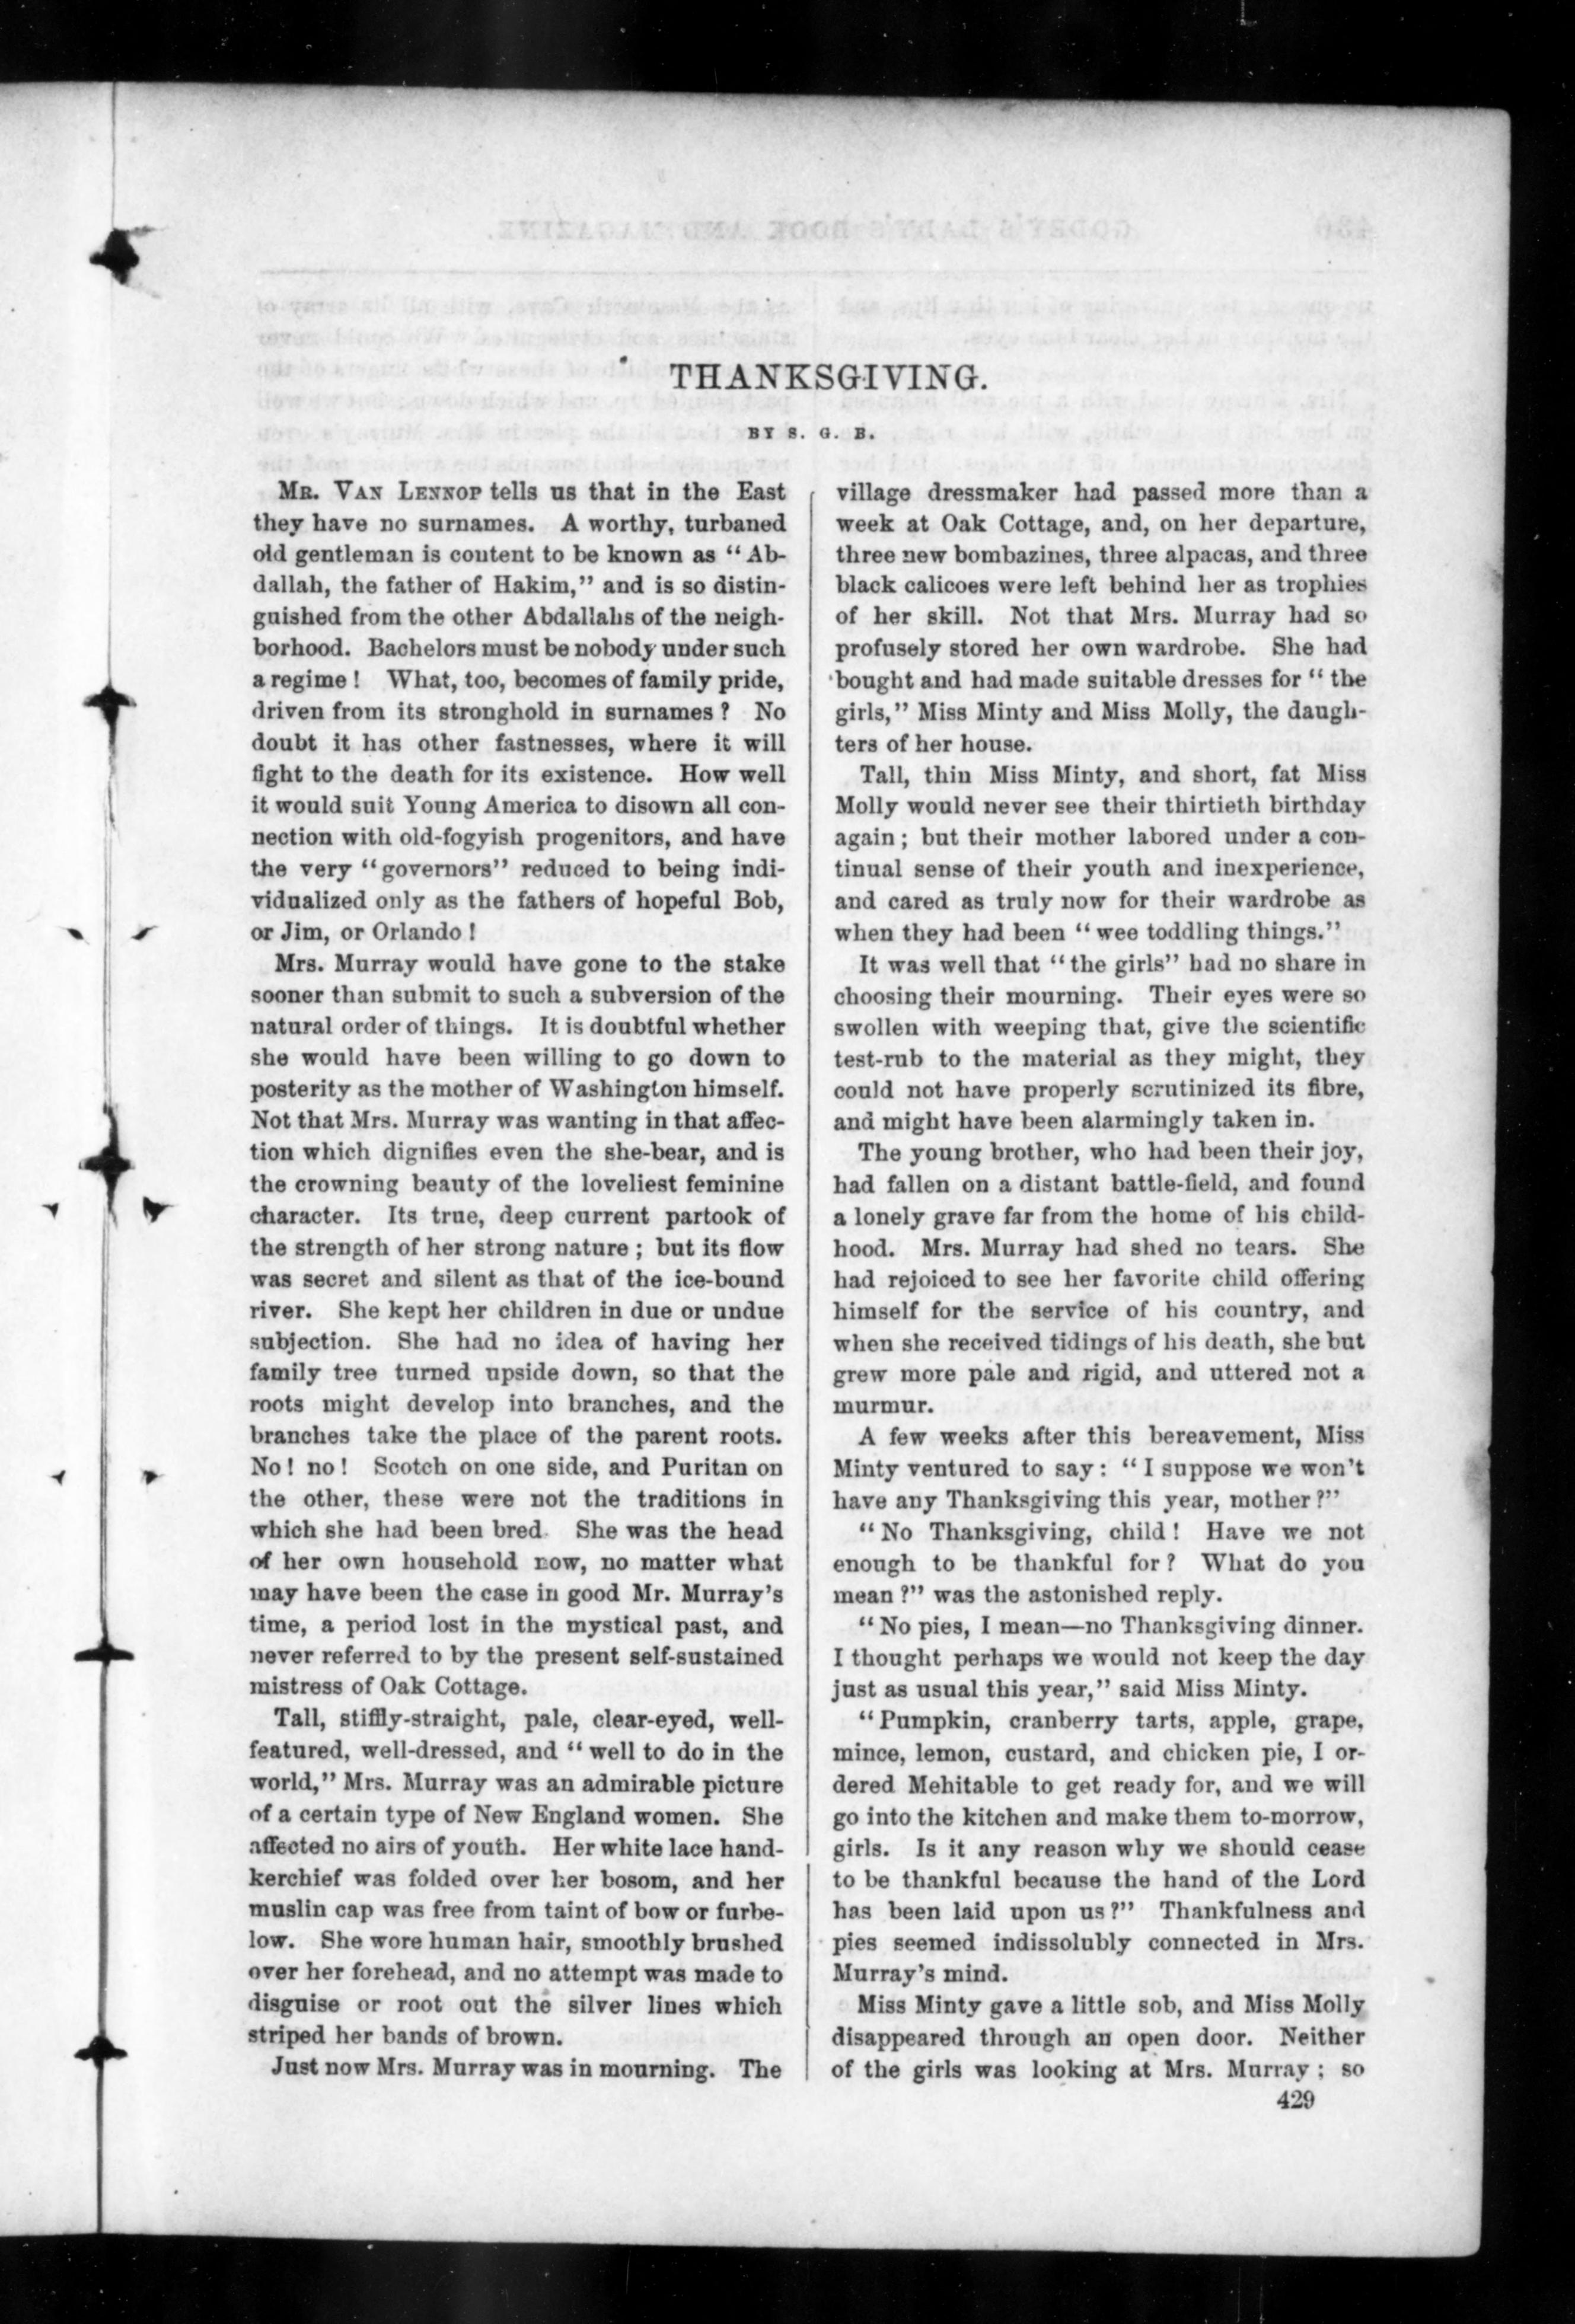 THANKSGIVING.
BY S. G. B.
MR. VAN LENNOP tells us that in the East
they have no surnames. A worthy, turbaned
old gentleman is content to be known as “Ab-
dallah, the father of Hakim,” and is so distin-
guished from the other Abdallahs of the neigh-
borhood. Bachelors must be nobody under such
a regime! What, too, becomes of family pride,
driven from its stronghold in surnames? No
doubt it has other fastnesses, where it will
fight to the death for its existence. How well
it would suit Young America to disown all con-
nection with old-fogyish progenitors, and have
the very “governors” reduced to being indi-
vidualized only as the fathers of hopeful Bob,
or Jim, or Orlando!
Mrs. Murray would have gone to the stake
sooner than submit to such a subversion of the
natural order of things. It is doubtful whether
she would have been willing to go down to
posterity as the mother of Washington himself.
Not that Mrs. Murray was wanting in that affec-
tion which dignifies even the she-bear, and is
the crowning beauty of the loveliest feminine
character. Its true, deep current partook of
the strength of her strong nature; but its flow
was secret and silent as that of the ice-bound
river. She kept her children in due or undue
subjection. She had no idea of having her
family tree turned upside down, so that the
roots might develop into branches, and the
branches take the place of the parent roots.
No! no! Scotch on one side, and Puritan on
the other, these were not the traditions in
which she had been bred. She was the head
of her own household now, no matter what
may have been the case in good Mr. Murray's
time, a period lost in the mystical past, and
never referred to by the present self-sustained
mistress of Oak Cottage.
Tall, stiffly-straight, pale, clear-eyed, well-
featured, well-dressed, and “well to do in the
world,” Mrs. Murray was an admirable picture
of a certain type of New England women. She
affected no airs of youth. Her white lace hand-
kerchief was folded over her bosom, and her
muslin cap was free from taint of bow or furbe-
low. She wore human hair, smoothly brushed
over her forehead, and no attempt was made to
disguise or root out the silver lines which
striped her bands of brown.
Just now Mrs. Murray was in mourning. The
village dressmaker had passed more than a
week at Oak Cottage, and, on her departure,
three new bombazines, three alpacas, and three
black calicoes were left behind her as trophies
of her skill. Not that Mrs. Murray had so
profusely stored her own wardrobe. She had
bought and had made suitable dresses for “the
girls,” Miss Minty and Miss Molly, the daugh-
ters of her house.
Tall, thin Miss Minty, and short, fat Miss
Molly would never see their thirtieth birthday
again; but their mother labored under a con-
tinual sense of their youth and inexperience,
and cared as truly now for their wardrobe as
when they had been “wee toddling things.”
It was well that “the girls” had no share in
choosing their mourning. Their eyes were so
swollen with weeping that, give the scientific
test-rub to the material as they might, they
could not have properly scrutinized its fibre,
and might have been alarmingly taken in.
The young brother, who had been their joy,
had fallen on a distant battle-field, and found
a lonely grave far from the home of his child-
hood. Mrs. Murray had shed no tears. She
had rejoiced to see her favorite child offering
himself for the service of his country, and
when she received tidings of his death, she but
grew more pale and rigid, and uttered not a
murmur.
A few weeks after this bereavement, Miss
Minty ventured to say: “I suppose we won't
have any Thanksgiving this year, mother?”
“No Thanksgiving, child! Have we not
enough to be thankful for? What do you
mean?” was the astonished reply.
“No pies, I mean—no Thanksgiving dinner.
I thought perhaps we would not keep the day
just as usual this year,” said Miss Minty.
“Pumpkin, cranberry tarts, apple, grape,
mince, lemon, custard, and chicken pie, I or-
dered Mehitable to get ready for, and we will
go into the kitchen and make them to-morrow,
girls. Is it any reason why we should cease
to be thankful because the hand of the Lord
has been laid upon us?” Thankfulness and
pies seemed indissolubly connected in Mrs.
Murray's mind.
Miss Minty gave a little sob, and Miss Molly
disappeared through an open door. Neither
of the girls was looking at Mrs. Murray; so
429